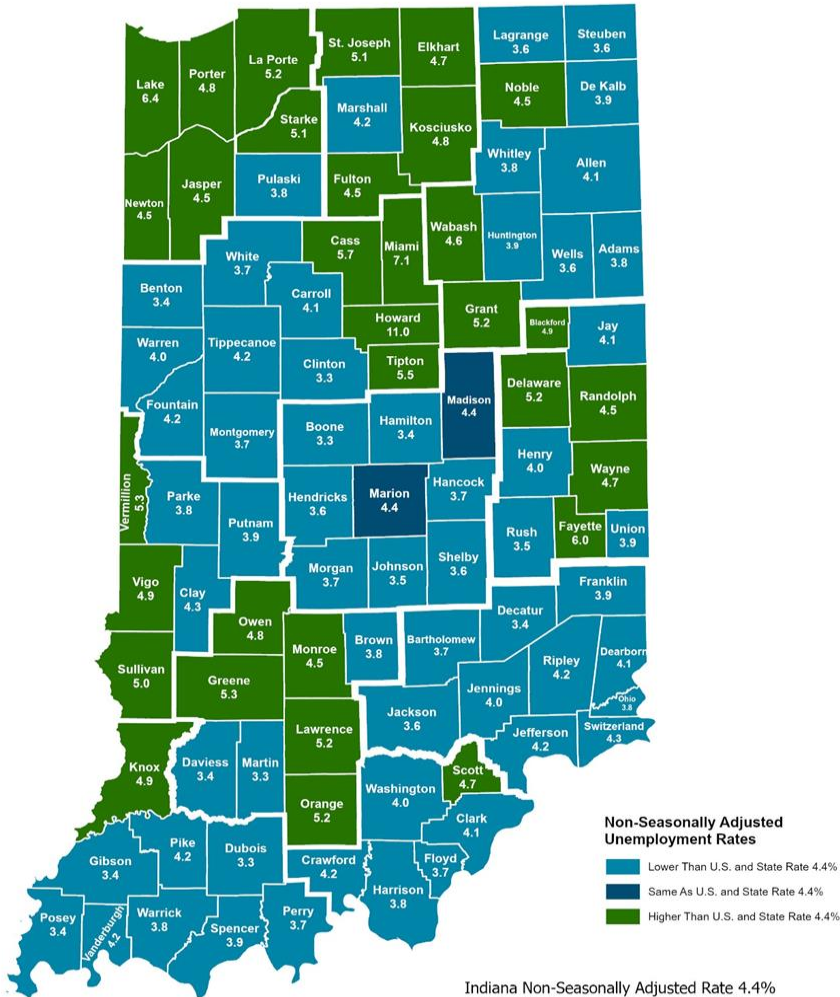 Lake
6.4
Porter
4.8
La Porte
5.2
St. Joseph
5.1
Elkhart
4.7
Lagrange
3.6
Steuben
3.6
Noble
4.5
De Kalb
3.9
Starke
5.1
Marshall
4.2
Kosciusko
4.8
Whitley
3.8
Allen
4.1
Newton
4.5
Jasper
4.5
Pulaski
3.8
Fulton
4.5
Wabash
4.6
Huntington
3.9
Wells
3.6
Adams
3.8
White
3.7
Cass
5.7
Miami
7.1
Benton
3.4
Carroll
4.1
Howard
11.0
Grant
5.2
Blackford
4.9
Jay
4.1
Warren
4.0
Tippecanoe
4.2
Clinton
3.3
Tipton
5.5
Madison
4.4
Delaware
5.2
Randolph
4.5
Fountain
4.2
Montgomery
3.7
Boone
3.3
Hamilton
3.4
Henry
4.0
Wayne
4.7
Vermillion
5.3
Parke
3.8
Putnam
3.9
Hendricks
3.6
Marion
4.4
Hancock
3.7
Rush
3.5
Fayette
6.0
Union
3.9
Vigo
4.9
Clay
4.3
Morgan
3.7
Johnson
3.5
Shelby
3.6
Franklin
3.9
Decatur
3.4
Owen
4.8
Monroe
4.5
Brown
3.8
Bartholomew
3.7
Sullivan
5.0
Greene
5.3
Jennings
4.0
Ripley
4.2
Dearborn
4.1
Ohio
3.8
Lawrence
5.2
Jackson
3.6
Jefferson
4.2
Switzerland
4.3
Knox
4.9
Daviess
3.4
Martin
3.3
Orange
5.2
Washington
4.0
Scott
4.7
Clark
4.1
Gibson
3.4
Pike
4.2
Dubois
3.3
Crawford
4.2
Harrison
3.8
Floyd
3.7
Posey
3.4
Vanderburgh
4.2
Warrick
3.8
Spencer
3.9
Perry
3.7
Non-Seasonally Adjusted
Unemployment Rates
Lower Than U.S. and State Rate 4.4%
Same As U.S. and State Rate 4.4%
Higher Than U.S. and State Rate 4.4%
Indiana Non-Seasonally Adjusted Rate 4.4%